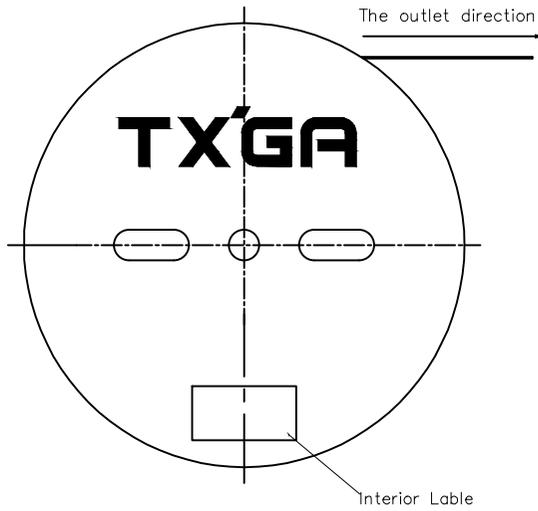 The outlet direction
TX'GA
Interior Lable